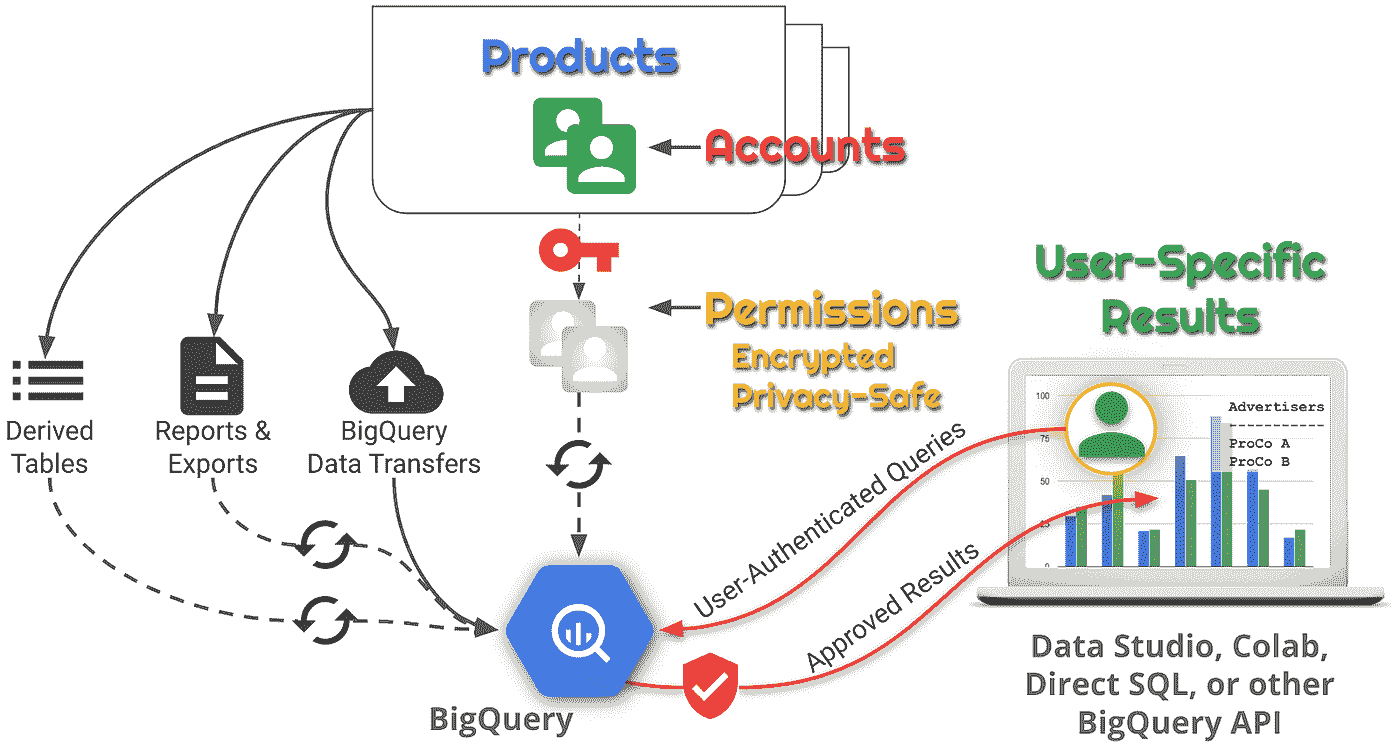 Products
Accounts
Permissions
Encrypted
Privacy-Safe
Derived
Tables
Reports &
Exports
BigQuery
Data Transfers
BigQuery
User-Authenticated Queries
Approved Results
User-Specific
Results
100
75
50
25
0
Advertisers
-------------
ProCo A
ProCo B
Data Studio, Colab,
Direct SQL, or other
BigQuery API